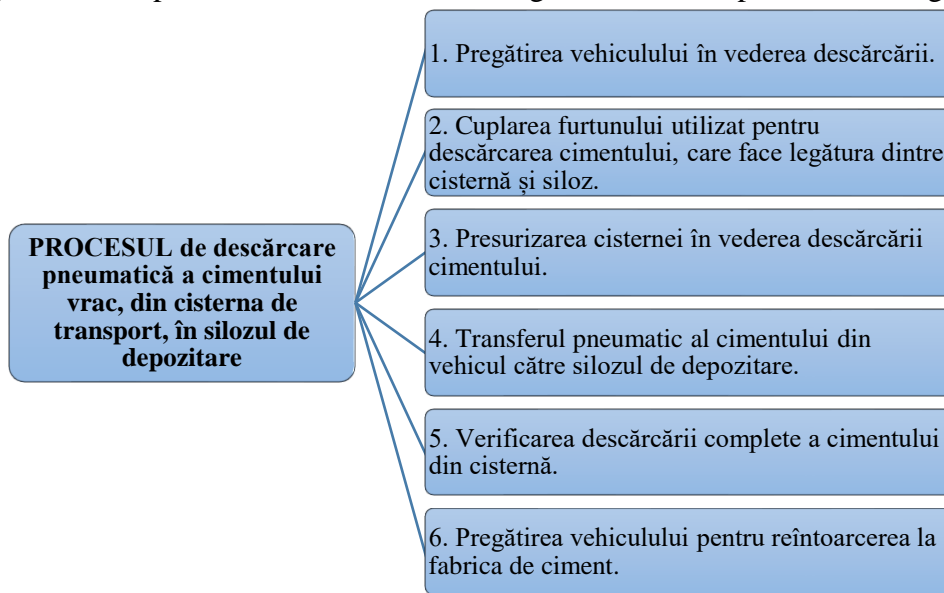 1. Pregătirea vehiculului în vederea descărcării.
2. Cuplarea furtunului utilizat pentru
descărcarea cimentului, care face legătura dintre
cisternă și siloz.
PROCESUL de descărcare
pneumatică a cimentului
vrac, din cisterna de
transport, în silozul de
depozitare
3. Presurizarea cisternei în vederea descărcării
cimentului.
4. Transferul pneumatic al cimentului din
vehicul către silozul de depozitare.
5. Verificarea descărcării complete a cimentului
din cisternă.
6. Pregătirea vehiculului pentru reîntoarcerea la
fabrica de ciment.